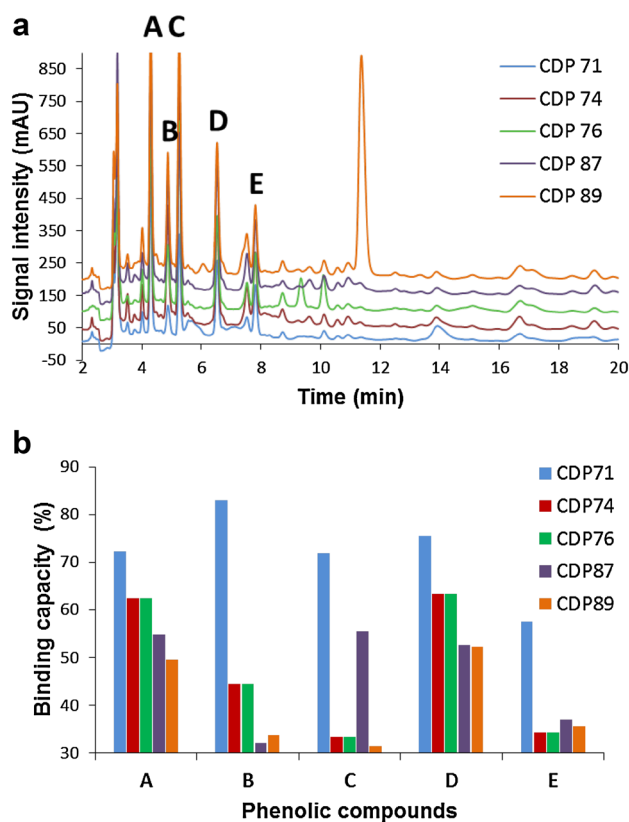 a
A C
B
D
E
CDP 71
CDP 74
CDP 76
CDP 87
CDP 89
Signal intensity (mAU)
850
750
650
550
450
350
250
150
50
-50
2 4 6 8 10 12 14 16 18 20
Time (min)
b
Binding capacity (%)
90
80
70
60
50
40
30
CDP71
CDP74
CDP76
CDP87
CDP89
A B C D E
Phenolic compounds